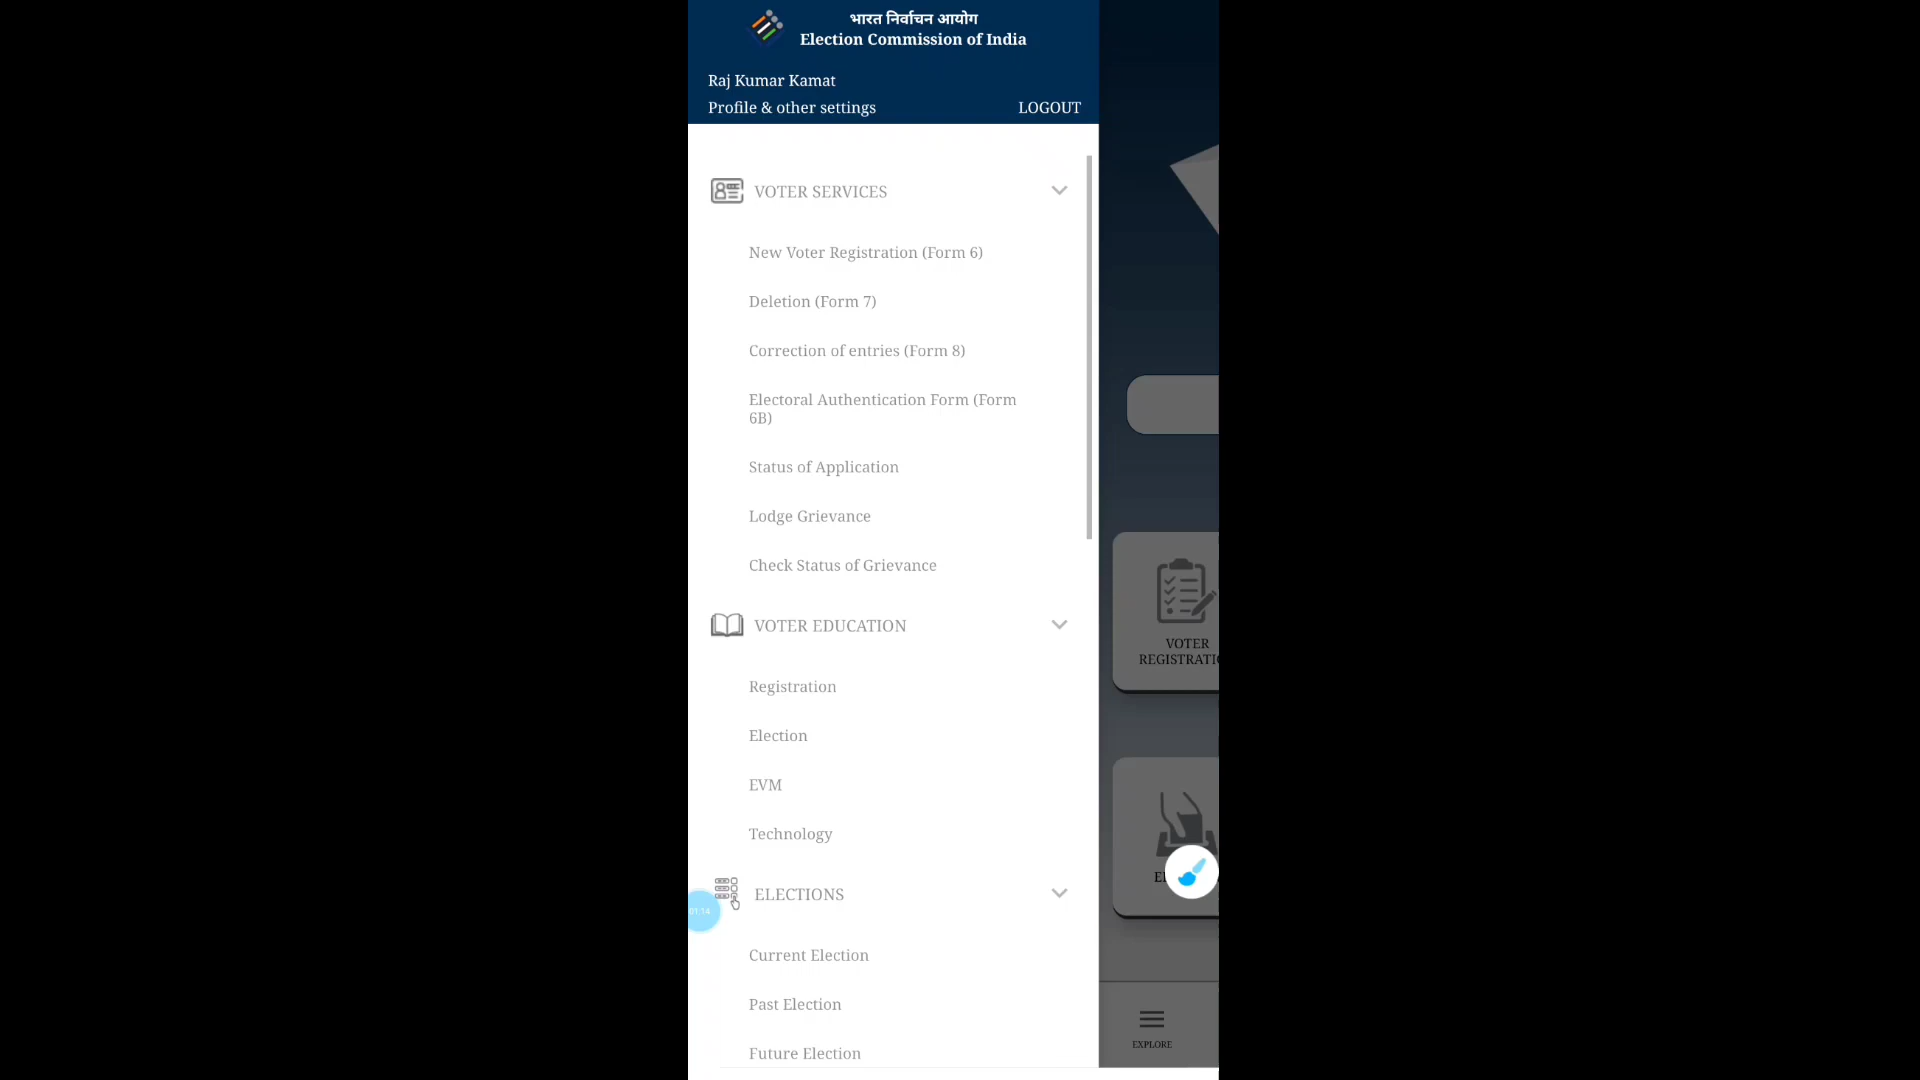 भारत निर्वाचन आयोग
Election Commission of India
Raj Kumar Kamat
Profile & other settings
LOGOUT
VOTER SERVICES
New Voter Registration (Form 6)
Deletion (Form 7)
Correction of entries (Form 8)
Electoral Authentication Form (Form
6B)
Status of Application
Lodge Grievance
Check Status of Grievance
VOTER EDUCATION
Registration
Election
EVM
Technology
ELECTIONS
Current Election
Past Election
Future Election
VOTER
01:14
EXPLORE